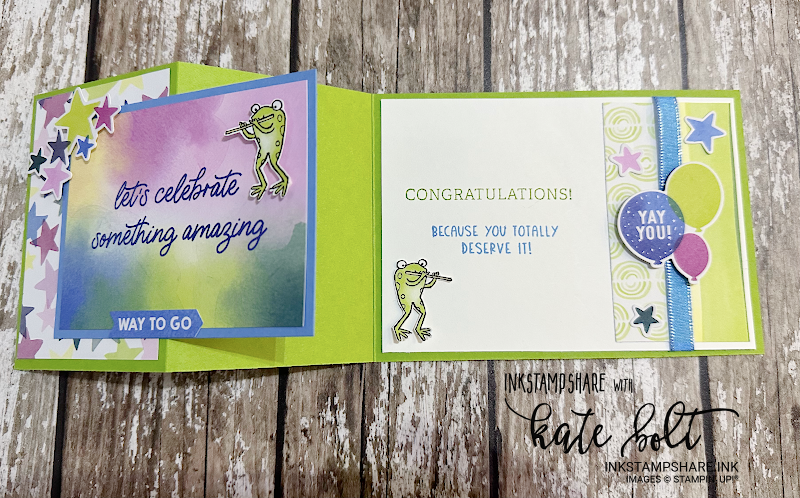 let's celebrate
something amazing
WAY TO GO
CONGRATULATIONS!
BECAUSE YOU TOTALLY
DESERVE IT!
YAY
YOU!
INKSTAMPSHARE WITH
kate bolt
INKSTAMPSHARE.INK
IMAGES © STAMPIN' UP!®